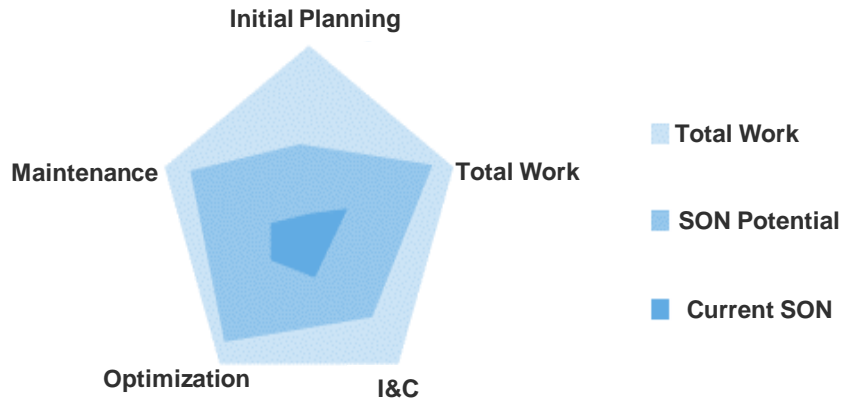 Initial Planning
Maintenance
Total Work
Optimization
I&C
Total Work
SON Potential
Current SON